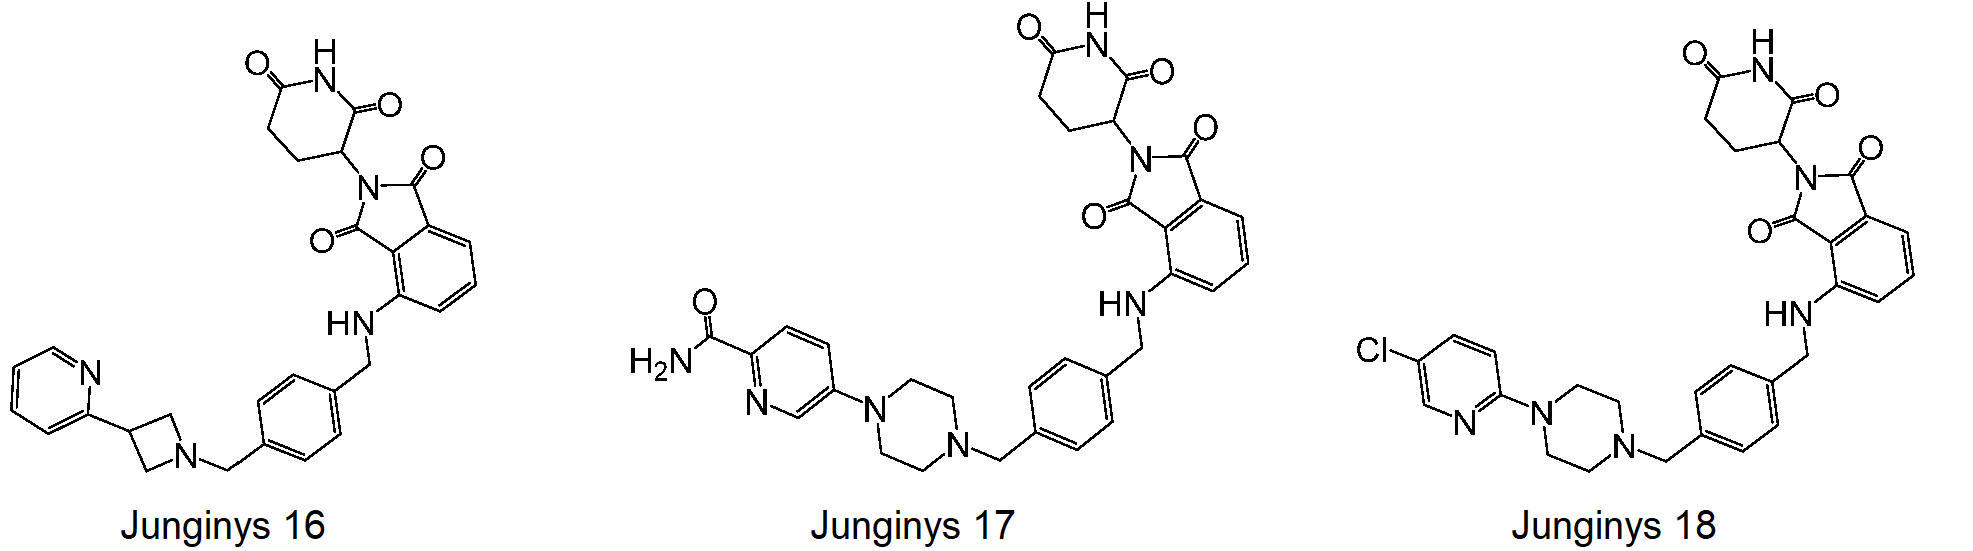 O H N O N O O HN N N Junginys 16
O H N O N O O HN O H₂N N N N Junginys 17
O H N O N O O HN Cl N N N Junginys 18